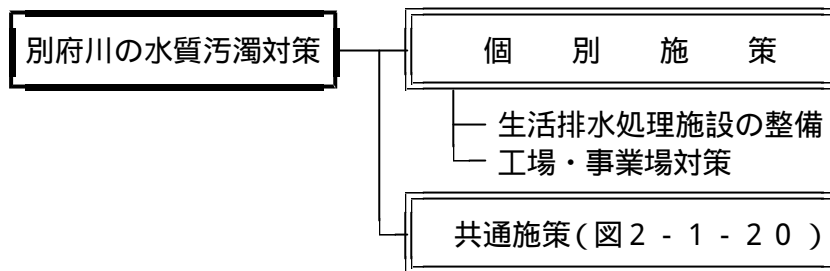 別府川の水質汚濁対策
個別施策
生活排水処理施設の整備
工場・事業場対策
共通施策(図2-1-20)